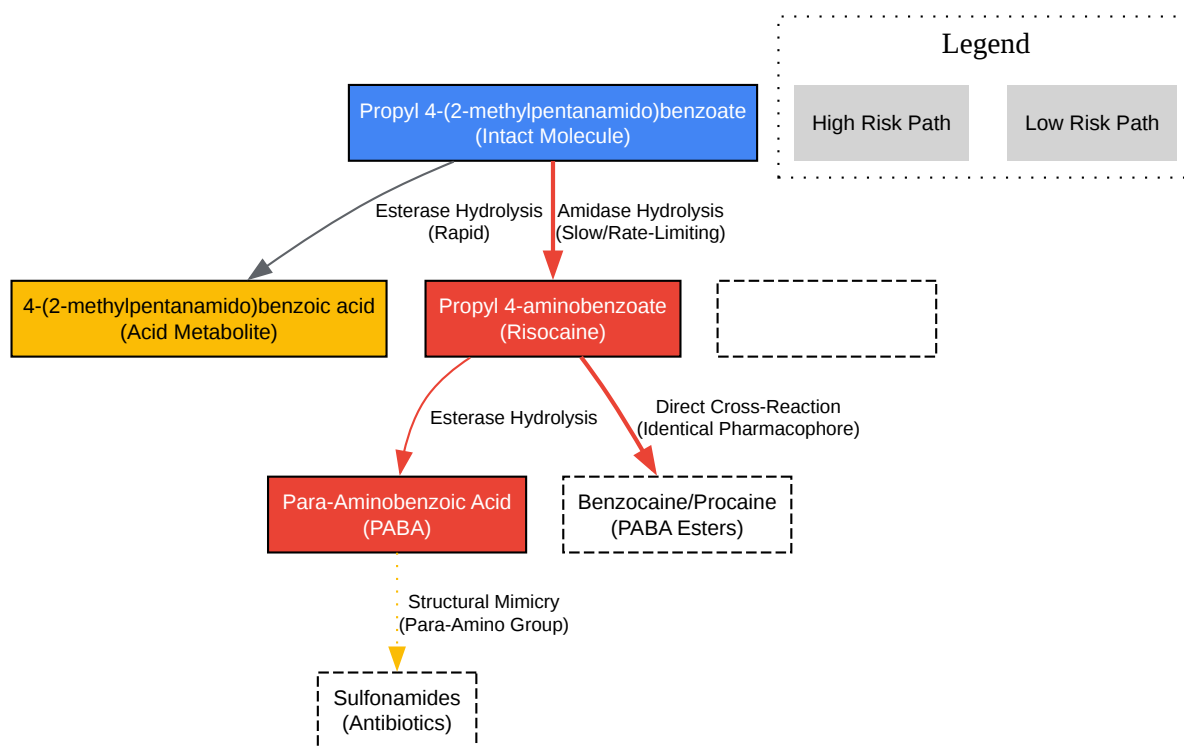 Legend
High Risk Path
Low Risk Path
Propyl 4-(2-methylpentanamido)benzoate
(Intact Molecule)
Esterase Hydrolysis
(Rapid)
Amidase Hydrolysis
(Slow/Rate-Limiting)
4-(2-methylpentanamido)benzoic acid
(Acid Metabolite)
Propyl 4-aminobenzoate
(Risocaine)
Esterase Hydrolysis
Direct Cross-Reaction
(Identical Pharmacophore)
Para-Aminobenzoic Acid
(PABA)
Benzocaine/Procaine
(PABA Esters)
Structural Mimicry
(Para-Amino Group)
Sulfonamides
(Antibiotics)